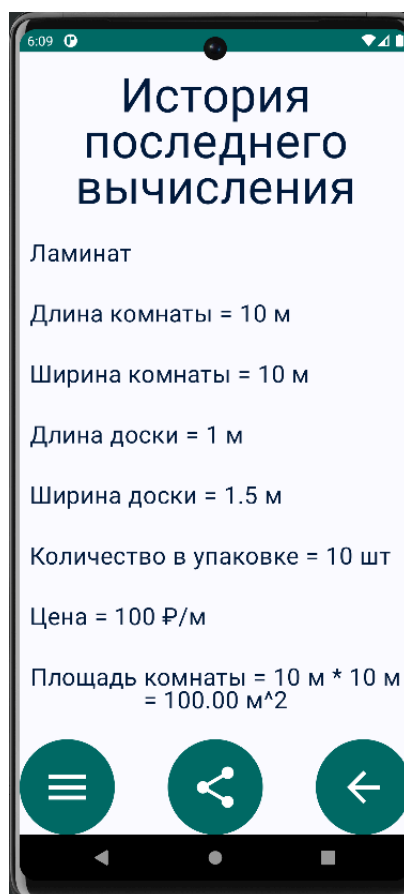 6:09
История
последнего
вычисления
Ламинат
Длина комнаты = 10 м
Ширина комнаты = 10 м
Длина доски = 1 м
Ширина доски = 1.5 м
Количество в упаковке = 10 шт
Цена = 100 ₽/м
Площадь комнаты = 10 м * 10 м
= 100.00 м^2